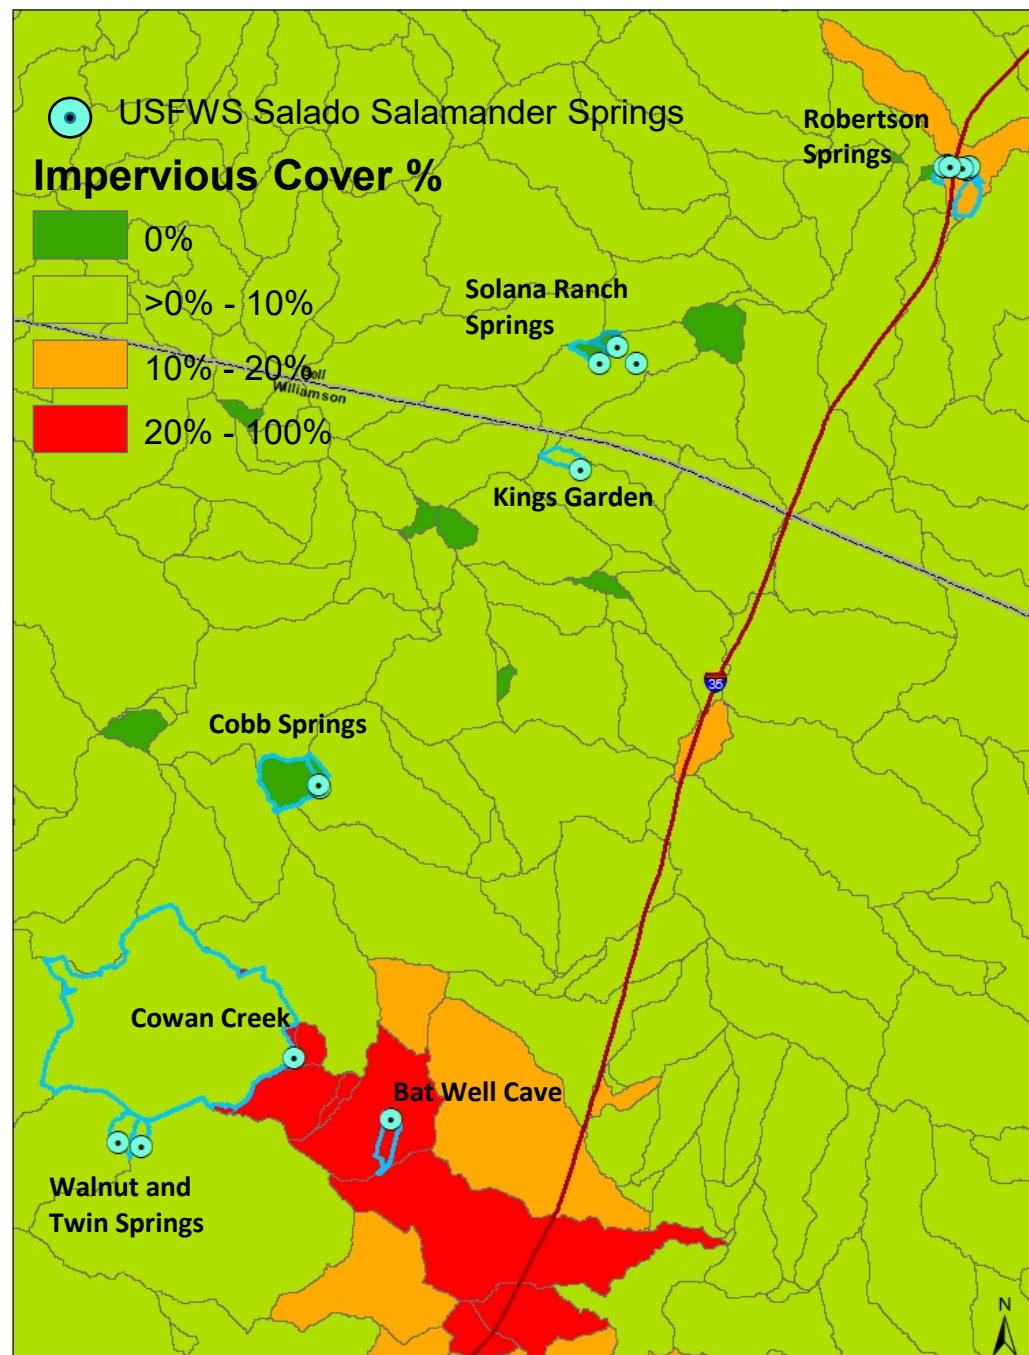 USFWS Salado Salamander Springs
Impervious Cover %
0%
>0% - 10%
10% - 20%
20% - 100%
Robertson
Springs
Solana Ranch
Springs
Williamson
Kings Garden
35
Cobb Springs
Cowan Creek
Bat Well Cave
Walnut and
Twin Springs
N